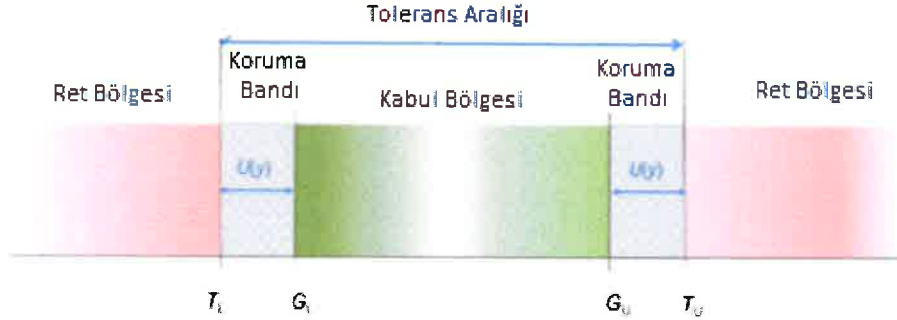 Tolerans Aralığı
Koruma
Bandı
Koruma
Bandı
Ret Bölgesi
Kabul Bölgesi
Ret Bölgesi
U(y)
U(y)
T_L
G_L
G_U
T_U